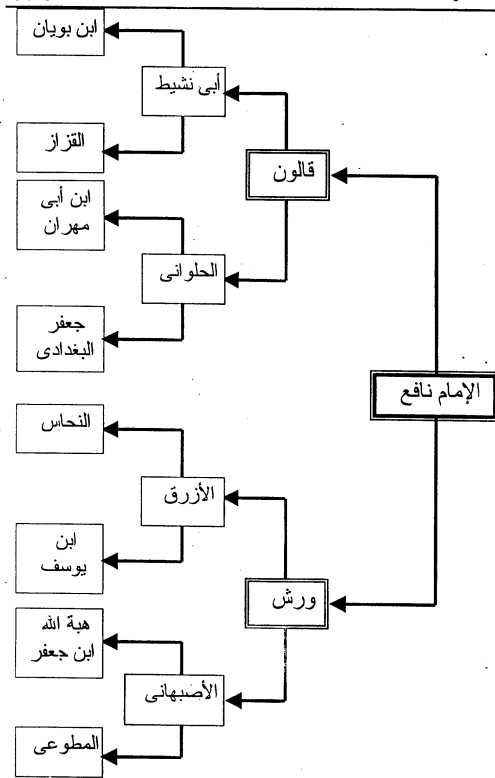 الإمام نافع
قالون
أبى نشيط
ابن بويان
القزاز
الحلوانى
ابن أبى
مهران
جعفر
البغدادى
ورش
الأزرق
النحاس
ابن
يوسف
الأصبهانى
هبة الله
ابن جعفر
المطوعى